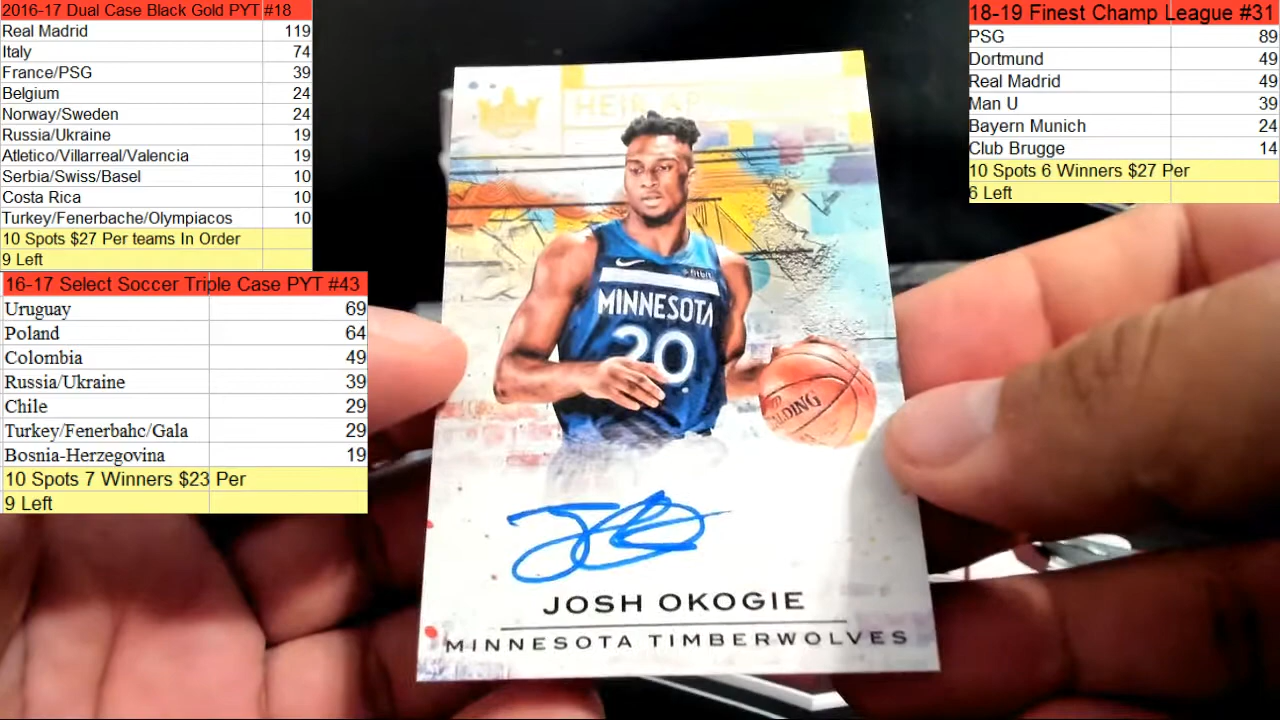 2016-17 Dual Case Black Gold PYT #18
Real Madrid 119
Italy 74
France/PSG 39
Belgium 24
Norway/Sweden 24
Russia/Ukraine 19
Atletico/Villarreal/Valencia 19
Serbia/Swiss/Basel 10
Costa Rica 10
Turkey/Fenerbache/Olympiacos 10
10 Spots $27 Per teams In Order
9 Left
16-17 Select Soccer Triple Case PYT #43
Uruguay 69
Poland 64
Colombia 49
Russia/Ukraine 39
Chile 29
Turkey/Fenerbahc/Gala 29
Bosnia-Herzegovina 19
10 Spots 7 Winners $23 Per
9 Left
18-19 Finest Champ League #31
PSG 89
Dortmund 49
Real Madrid 49
Man U 39
Bayern Munich 24
Club Brugge 14
10 Spots 6 Winners $27 Per
6 Left
HEIR AP
fitbit
MINNESOTA
20
JOSH OKOGIE
MINNESOTA TIMBERWOLVES